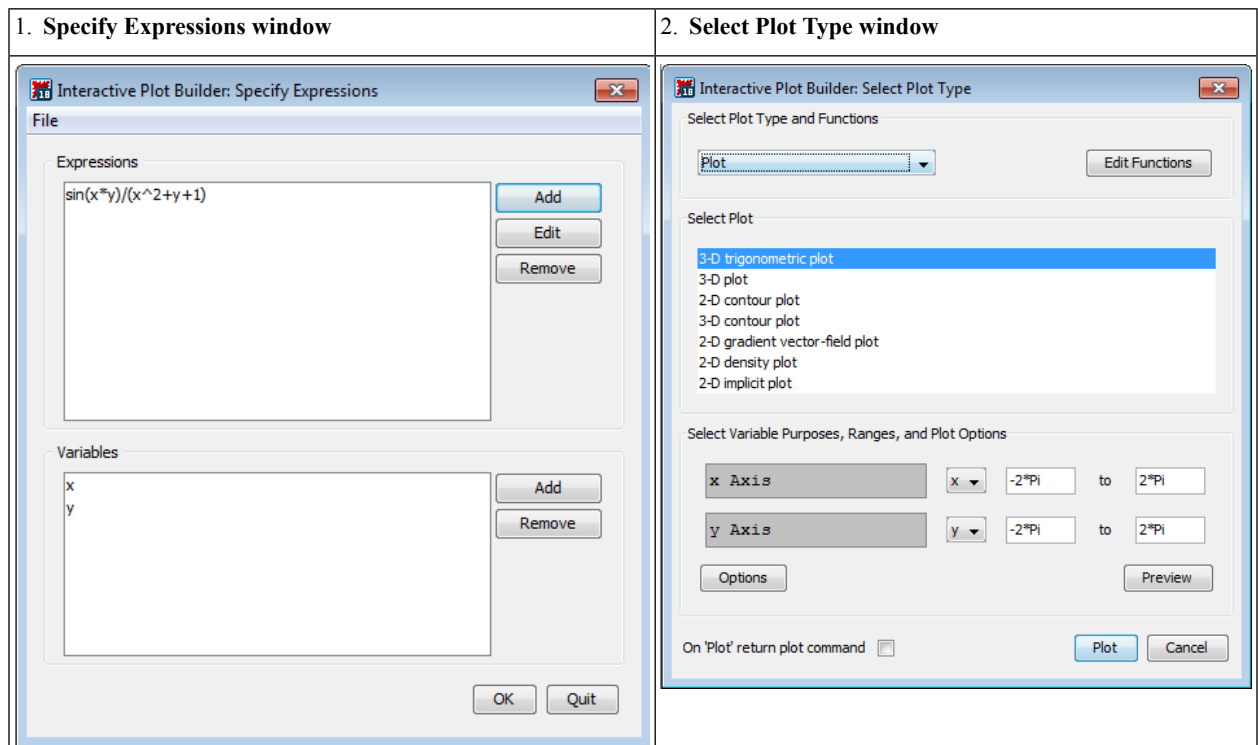 1. Specify Expressions window
Interactive Plot Builder: Specify Expressions
File
Expressions
sin(x*y)/(x^2+y+1)
Add
Edit
Remove
Variables
x
y
Add
Remove
OK
Quit
2. Select Plot Type window
Interactive Plot Builder: Select Plot Type
Select Plot Type and Functions
Plot
Edit Functions
Select Plot
3-D trigonometric plot
3-D plot
2-D contour plot
3-D contour plot
2-D gradient vector-field plot
2-D density plot
2-D implicit plot
Select Variable Purposes, Ranges, and Plot Options
x Axis x -2*Pi to 2*Pi
y Axis y -2*Pi to 2*Pi
Options
Preview
On 'Plot' return plot command
Plot
Cancel